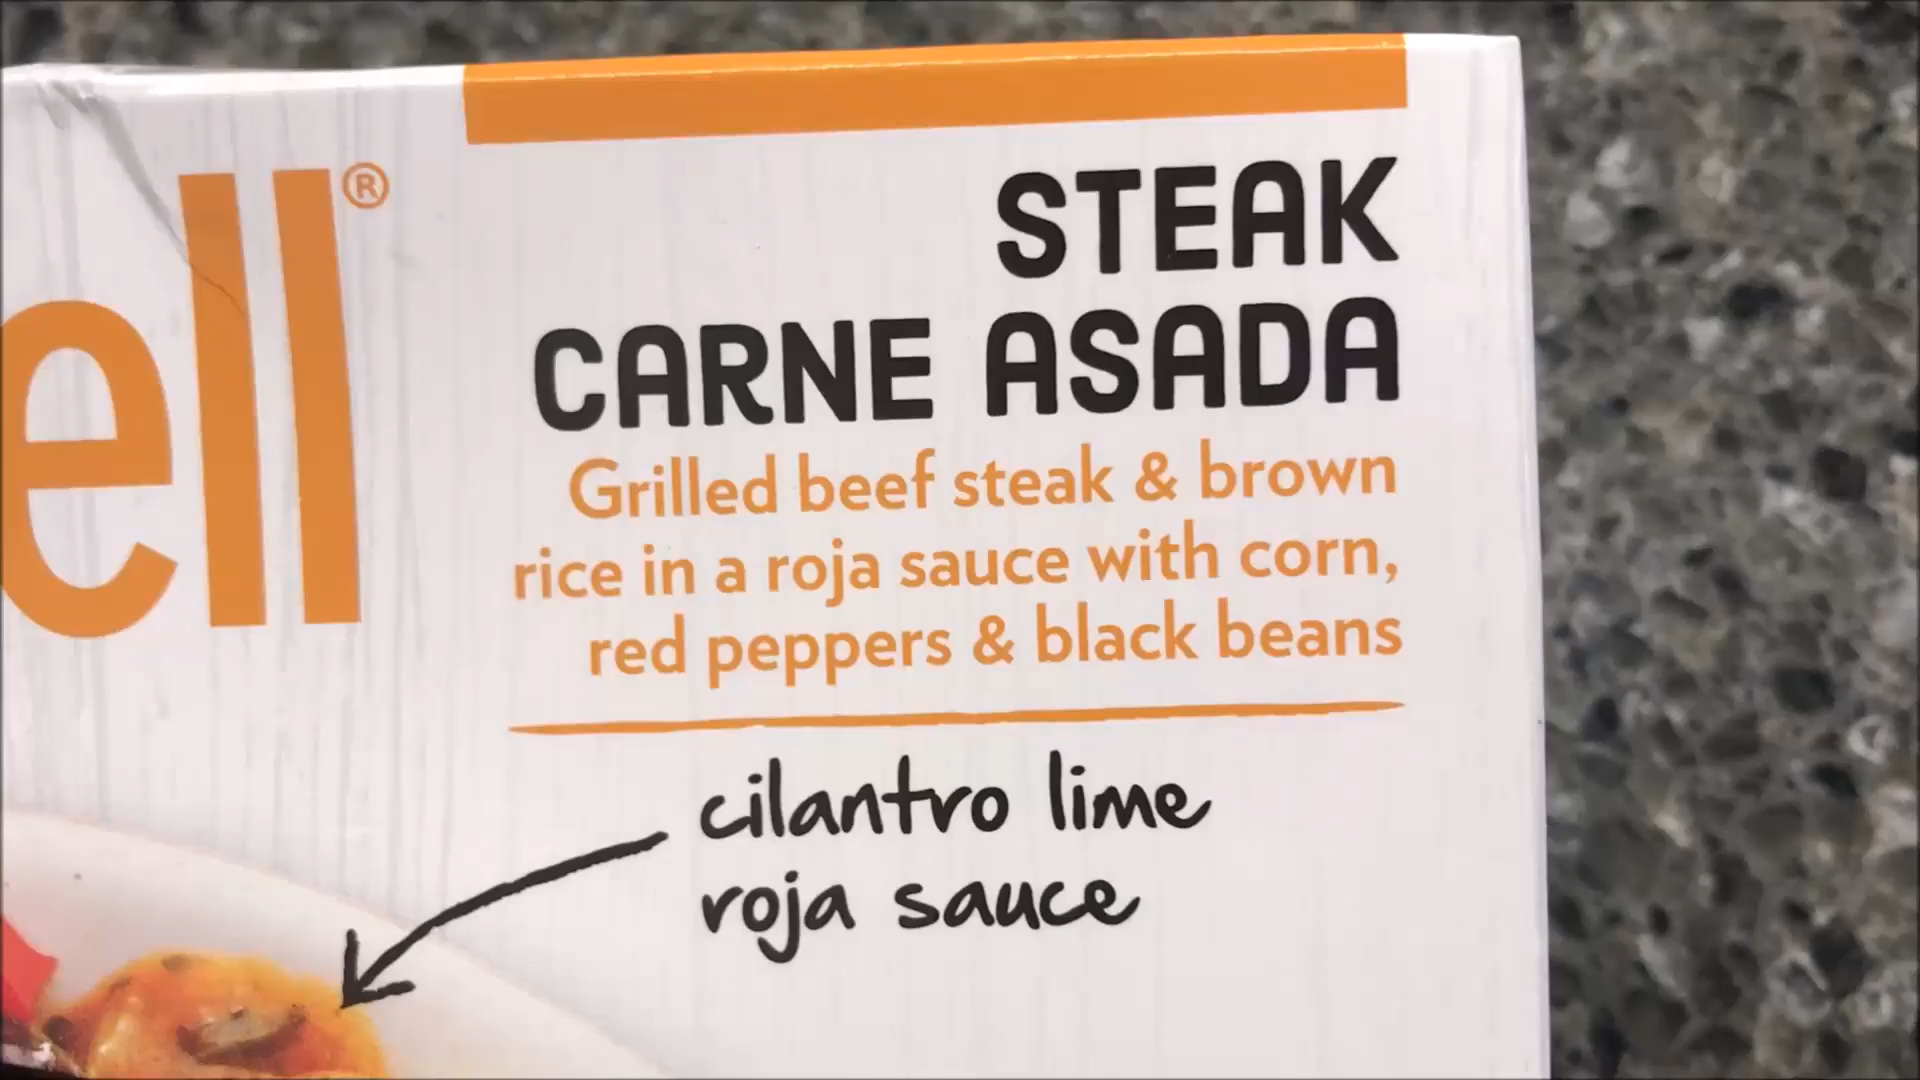 ell®
STEAK
CARNE ASADA
Grilled beef steak & brown
rice in a roja sauce with corn,
red peppers & black beans
cilantro lime
roja sauce